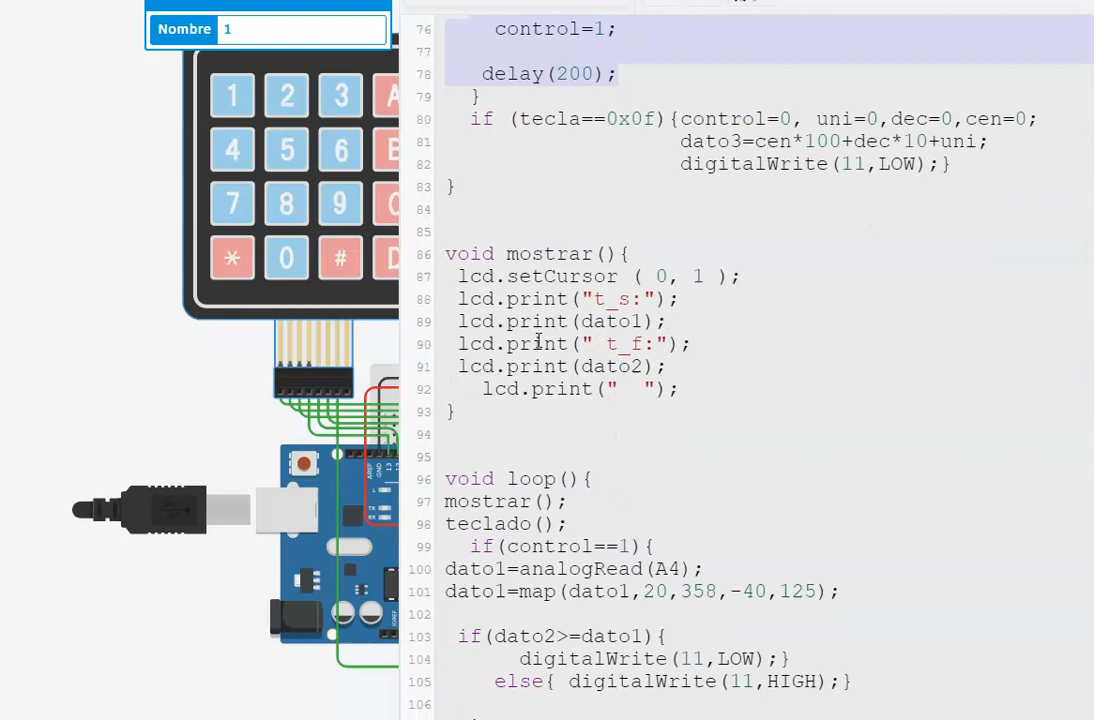 Nombre 1
1 2 3 A
4 5 6 B
7 8 9 C
* 0 # D
AREF
GND
13
L
TX
RX
76 control=1;
77
78 delay(200);
79 }
80 if (tecla==0x0f){control=0, uni=0,dec=0,cen=0;
81 dato3=cen*100+dec*10+uni;
82 digitalWrite(11,LOW);}
83 }
84
85
86 void mostrar(){
87 lcd.setCursor ( 0, 1 );
88 lcd.print("t_s:");
89 lcd.print(dato1);
90 lcd.print(" t_f:");
91 lcd.print(dato2);
92 lcd.print("  ");
93 }
94
95
96 void loop(){
97 mostrar();
98 teclado();
99 if(control==1){
100 dato1=analogRead(A4);
101 dato1=map(dato1,20,358,-40,125);
102
103 if(dato2>=dato1){
104 digitalWrite(11,LOW);}
105 else{ digitalWrite(11,HIGH);}
106